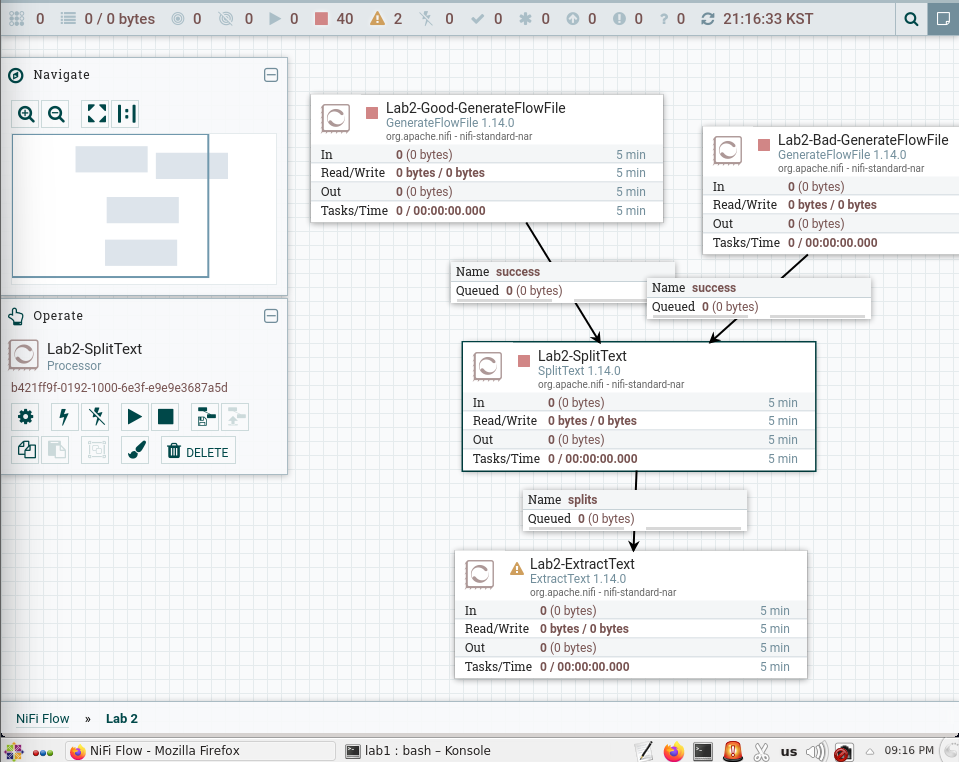 0 0 / 0 bytes 0 0 0 40 2 0 0 0 0 0 ? 0 21:16:33 KST
Navigate
Operate
Lab2-SplitText
Processor
b421ff9f-0192-1000-6e3f-e9e9e3687a5d
DELETE
Lab2-Good-GenerateFlowFile
GenerateFlowFile 1.14.0
org.apache.nifi - nifi-standard-nar
In 0 (0 bytes) 5 min
Read/Write 0 bytes / 0 bytes 5 min
Out 0 (0 bytes) 5 min
Tasks/Time 0 / 00:00:00.000 5 min
Lab2-Bad-GenerateFlowFile
GenerateFlowFile 1.14.0
org.apache.nifi - nifi-standard-nar
In 0 (0 bytes)
Read/Write 0 bytes / 0 bytes
Out 0 (0 bytes)
Tasks/Time 0 / 00:00:00.000
Name success
Queued 0 (0 bytes)
Name success
Queued 0 (0 bytes)
Lab2-SplitText
SplitText 1.14.0
org.apache.nifi - nifi-standard-nar
In 0 (0 bytes) 5 min
Read/Write 0 bytes / 0 bytes 5 min
Out 0 (0 bytes) 5 min
Tasks/Time 0 / 00:00:00.000 5 min
Name splits
Queued 0 (0 bytes)
Lab2-ExtractText
ExtractText 1.14.0
org.apache.nifi - nifi-standard-nar
In 0 (0 bytes) 5 min
Read/Write 0 bytes / 0 bytes 5 min
Out 0 (0 bytes) 5 min
Tasks/Time 0 / 00:00:00.000 5 min
NiFi Flow » Lab 2
NiFi Flow - Mozilla Firefox
lab1 : bash – Konsole
us
09:16 PM